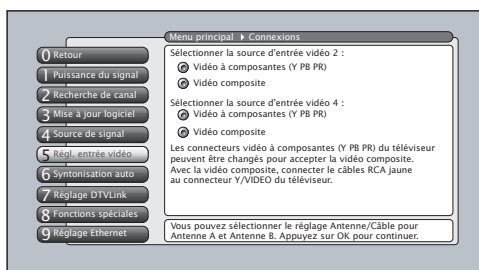 Menu principal ▶ Connexions
0 Retour
1 Puissance du signal
2 Recherche de canal
3 Mise à jour logiciel
4 Source de signal
5 Régl. entrée vidéo
6 Syntonisation auto
7 Réglage DTVLink
8 Fonctions spéciales
9 Réglage Ethernet
Sélectionner la source d'entrée vidéo 2 :
Vidéo à composantes (Y PB PR)
Vidéo composite
Sélectionner la source d'entrée vidéo 4 :
Vidéo à composantes (Y PB PR)
Vidéo composite
Les connecteurs vidéo à composantes (Y PB PR) du téléviseur
peuvent être changés pour accepter la vidéo composite.
Avec la vidéo composite, connecter le câbles RCA jaune
au connecteur Y/VIDEO du téléviseur.
Vous pouvez sélectionner le réglage Antenne/Câble pour
Antenne A et Antenne B. Appuyez sur OK pour continuer.